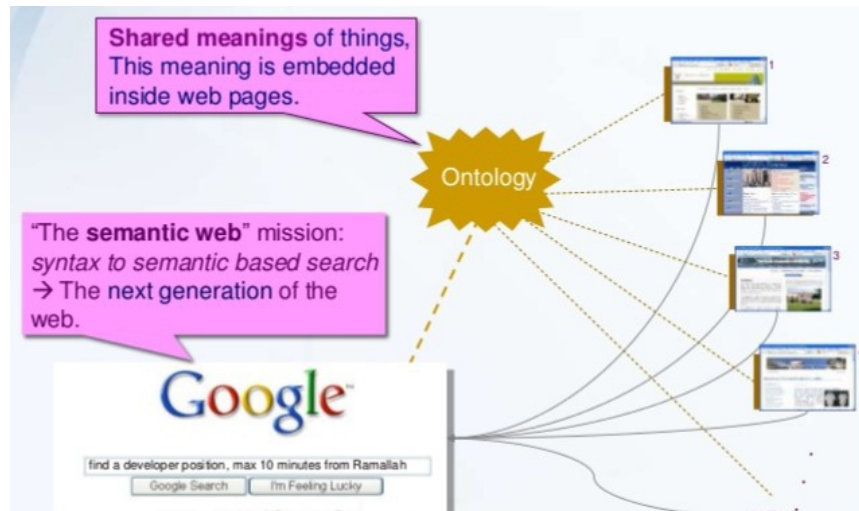 Shared meanings of things,
This meaning is embedded
inside web pages.
1
Ontology
2
"The semantic web" mission:
syntax to semantic based search
→ The next generation of the
web.
3
Google™
find a developer position, max 10 minutes from Ramallah
Google Search
I'm Feeling Lucky